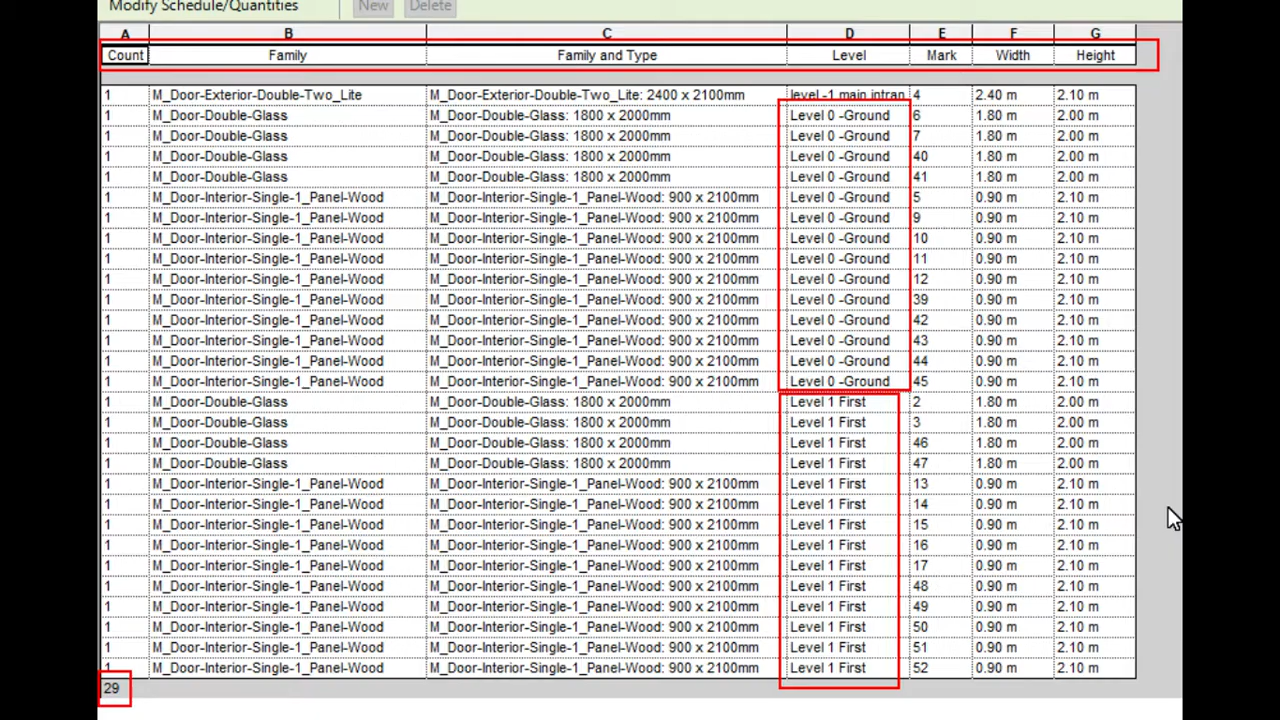 Modify Schedule/Quantities New Delete
A B C D E F G
Count Family Family and Type Level Mark Width Height
1 M_Door-Exterior-Double-Two_Lite M_Door-Exterior-Double-Two_Lite: 2400 x 2100mm level -1 main intran 4 2.40 m 2.10 m
1 M_Door-Double-Glass M_Door-Double-Glass: 1800 x 2000mm Level 0 -Ground 6 1.80 m 2.00 m
1 M_Door-Double-Glass M_Door-Double-Glass: 1800 x 2000mm Level 0 -Ground 7 1.80 m 2.00 m
1 M_Door-Double-Glass M_Door-Double-Glass: 1800 x 2000mm Level 0 -Ground 40 1.80 m 2.00 m
1 M_Door-Double-Glass M_Door-Double-Glass: 1800 x 2000mm Level 0 -Ground 41 1.80 m 2.00 m
1 M_Door-Interior-Single-1_Panel-Wood M_Door-Interior-Single-1_Panel-Wood: 900 x 2100mm Level 0 -Ground 5 0.90 m 2.10 m
1 M_Door-Interior-Single-1_Panel-Wood M_Door-Interior-Single-1_Panel-Wood: 900 x 2100mm Level 0 -Ground 9 0.90 m 2.10 m
1 M_Door-Interior-Single-1_Panel-Wood M_Door-Interior-Single-1_Panel-Wood: 900 x 2100mm Level 0 -Ground 10 0.90 m 2.10 m
1 M_Door-Interior-Single-1_Panel-Wood M_Door-Interior-Single-1_Panel-Wood: 900 x 2100mm Level 0 -Ground 11 0.90 m 2.10 m
1 M_Door-Interior-Single-1_Panel-Wood M_Door-Interior-Single-1_Panel-Wood: 900 x 2100mm Level 0 -Ground 12 0.90 m 2.10 m
1 M_Door-Interior-Single-1_Panel-Wood M_Door-Interior-Single-1_Panel-Wood: 900 x 2100mm Level 0 -Ground 39 0.90 m 2.10 m
1 M_Door-Interior-Single-1_Panel-Wood M_Door-Interior-Single-1_Panel-Wood: 900 x 2100mm Level 0 -Ground 42 0.90 m 2.10 m
1 M_Door-Interior-Single-1_Panel-Wood M_Door-Interior-Single-1_Panel-Wood: 900 x 2100mm Level 0 -Ground 43 0.90 m 2.10 m
1 M_Door-Interior-Single-1_Panel-Wood M_Door-Interior-Single-1_Panel-Wood: 900 x 2100mm Level 0 -Ground 44 0.90 m 2.10 m
1 M_Door-Interior-Single-1_Panel-Wood M_Door-Interior-Single-1_Panel-Wood: 900 x 2100mm Level 0 -Ground 45 0.90 m 2.10 m
1 M_Door-Double-Glass M_Door-Double-Glass: 1800 x 2000mm Level 1 First 2 1.80 m 2.00 m
1 M_Door-Double-Glass M_Door-Double-Glass: 1800 x 2000mm Level 1 First 3 1.80 m 2.00 m
1 M_Door-Double-Glass M_Door-Double-Glass: 1800 x 2000mm Level 1 First 46 1.80 m 2.00 m
1 M_Door-Double-Glass M_Door-Double-Glass: 1800 x 2000mm Level 1 First 47 1.80 m 2.00 m
1 M_Door-Interior-Single-1_Panel-Wood M_Door-Interior-Single-1_Panel-Wood: 900 x 2100mm Level 1 First 13 0.90 m 2.10 m
1 M_Door-Interior-Single-1_Panel-Wood M_Door-Interior-Single-1_Panel-Wood: 900 x 2100mm Level 1 First 14 0.90 m 2.10 m
1 M_Door-Interior-Single-1_Panel-Wood M_Door-Interior-Single-1_Panel-Wood: 900 x 2100mm Level 1 First 15 0.90 m 2.10 m
1 M_Door-Interior-Single-1_Panel-Wood M_Door-Interior-Single-1_Panel-Wood: 900 x 2100mm Level 1 First 16 0.90 m 2.10 m
1 M_Door-Interior-Single-1_Panel-Wood M_Door-Interior-Single-1_Panel-Wood: 900 x 2100mm Level 1 First 17 0.90 m 2.10 m
1 M_Door-Interior-Single-1_Panel-Wood M_Door-Interior-Single-1_Panel-Wood: 900 x 2100mm Level 1 First 48 0.90 m 2.10 m
1 M_Door-Interior-Single-1_Panel-Wood M_Door-Interior-Single-1_Panel-Wood: 900 x 2100mm Level 1 First 49 0.90 m 2.10 m
1 M_Door-Interior-Single-1_Panel-Wood M_Door-Interior-Single-1_Panel-Wood: 900 x 2100mm Level 1 First 50 0.90 m 2.10 m
1 M_Door-Interior-Single-1_Panel-Wood M_Door-Interior-Single-1_Panel-Wood: 900 x 2100mm Level 1 First 51 0.90 m 2.10 m
1 M_Door-Interior-Single-1_Panel-Wood M_Door-Interior-Single-1_Panel-Wood: 900 x 2100mm Level 1 First 52 0.90 m 2.10 m
29